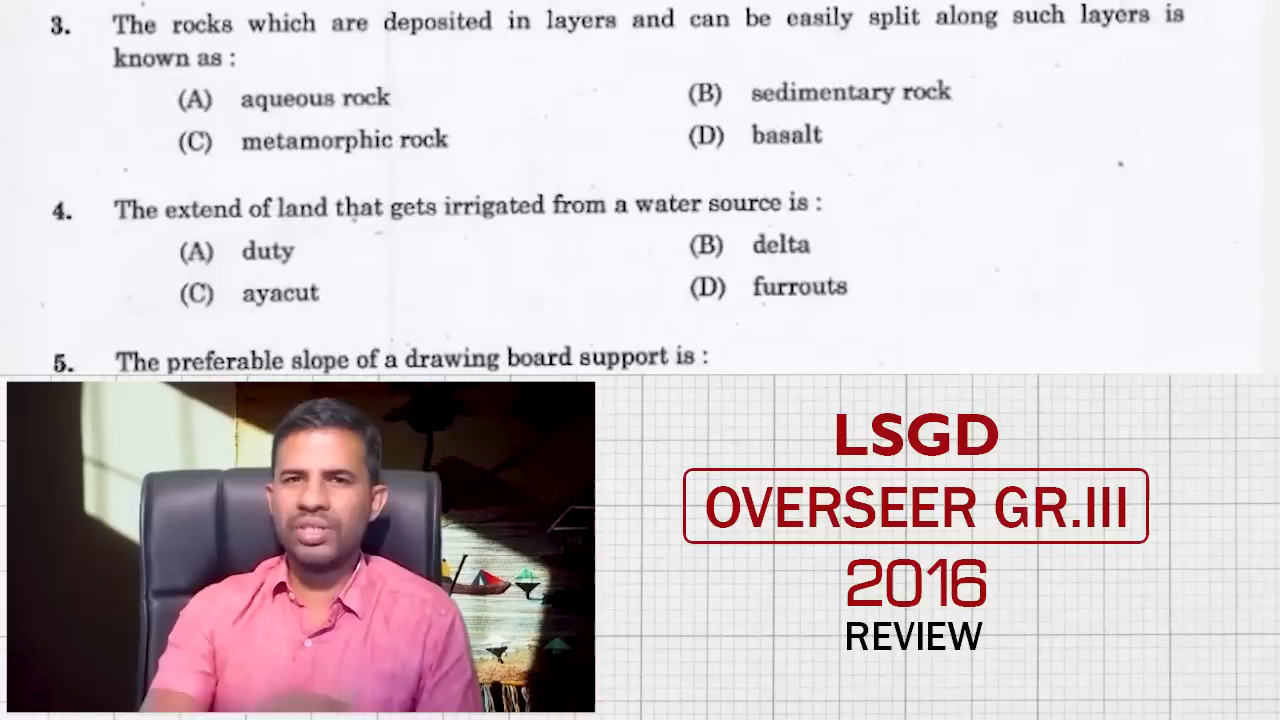 3. The rocks which are deposited in layers and can be easily split along such layers is
known as :
(A) aqueous rock (B) sedimentary rock
(C) metamorphic rock (D) basalt
4. The extend of land that gets irrigated from a water source is :
(A) duty (B) delta
(C) ayacut (D) furrouts
5. The preferable slope of a drawing board support is :
LSGD
OVERSEER GR.III
2016
REVIEW